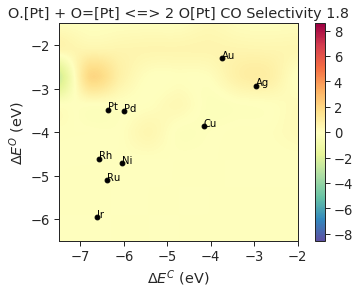 O.[Pt] + O=[Pt] <=> 2 O[Pt] CO Selectivity 1.8
−2
−3
−4
−5
−6
ΔE^O (eV)
Au
Ag
Pt
Pd
Cu
Rh
Ni
Ru
Ir
−7
−6
−5
−4
−3
−2
ΔE^C (eV)
8
6
4
2
0
−2
−4
−6
−8